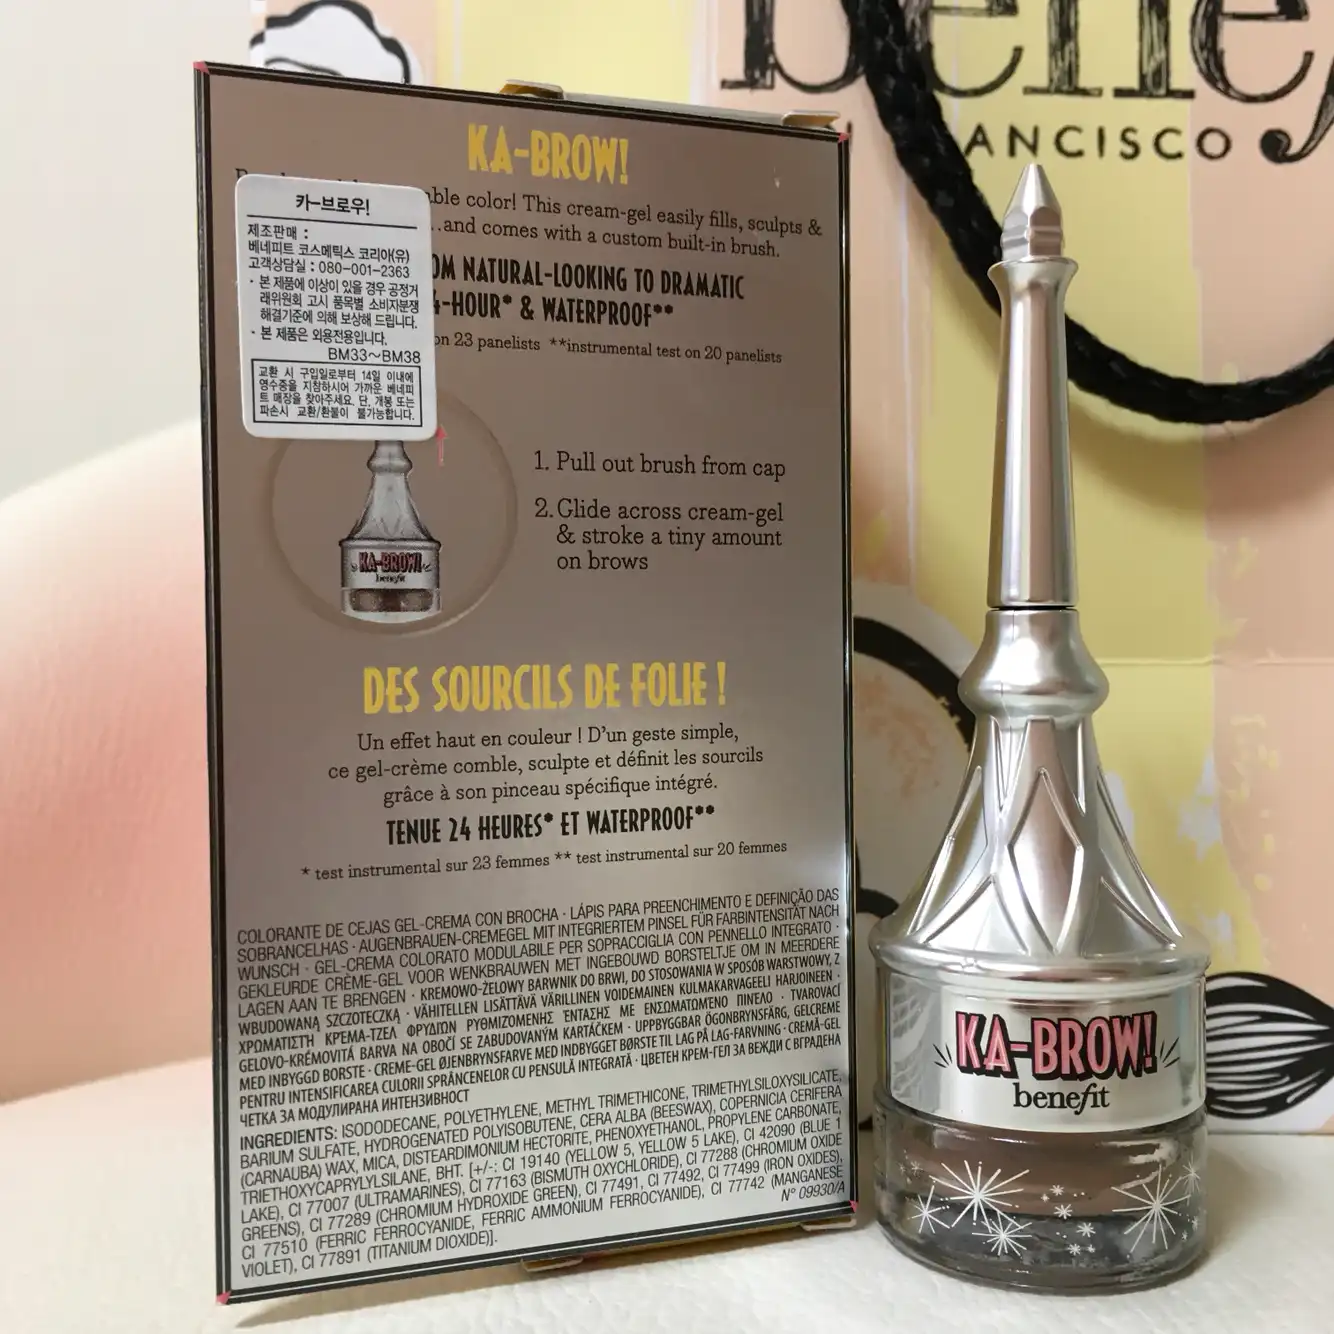 ANCISCO
KA-BROW!
ble color! This cream-gel easily fills, sculpts &
...and comes with a custom built-in brush.
OM NATURAL-LOOKING TO DRAMATIC
4-HOUR* & WATERPROOF**
on 23 panelists **instrumental test on 20 panelists
카-브로우!
제조판매 :
베네피트 코스메틱스 코리아(유)
고객상담실 : 080-001-2363
· 본 제품에 이상이 있을 경우 공정거
래위원회 고시 품목별 소비자분쟁
해결기준에 의해 보상해 드립니다.
· 본 제품은 외용전용입니다.
BM33~BM38
교환 시 구입일로부터 14일 이내에
영수증을 지참하시어 가까운 베네피
트 매장을 찾아주세요. 단, 개봉 또는
파손시 교환/환불이 불가능합니다.
1. Pull out brush from cap
2. Glide across cream-gel
& stroke a tiny amount
on brows
KA-BROW!
benefit
DES SOURCILS DE FOLIE !
Un effet haut en couleur ! D'un geste simple,
ce gel-crème comble, sculpte et définit les sourcils
grâce à son pinceau spécifique intégré.
TENUE 24 HEURES* ET WATERPROOF**
* test instrumental sur 23 femmes ** test instrumental sur 20 femmes
COLORANTE DE CEJAS GEL-CREMA CON BROCHA · LÁPIS PARA PREENCHIMENTO E DEFINIÇÃO DAS
SOBRANCELHAS · AUGENBRAUEN-CREMEGEL MIT INTEGRIERTEM PINSEL FÜR FARBINTENSITÄT NACH
WUNSCH · GEL-CREMA COLORATO MODULABILE PER SOPRACCIGLIA CON PENNELLO INTEGRATO ·
GEKLEURDE CRÈME-GEL VOOR WENKBRAUWEN MET INGEBOUWD BORSTELTJE OM IN MEERDERE
LAGEN AAN TE BRENGEN · KREMOWO-ŻELOWY BARWNIK DO BRWI, DO STOSOWANIA W SPOSÓB WARSTWOWY, Z
WBUDOWANĄ SZCZOTECZKĄ · VÄHITELLEN LISÄTTÄVÄ VÄRILLINEN VOIDEMAINEN KULMAKARVAGEELI HARJOINEEN ·
ΧΡΩΜΑΤΙΣΤΗ ΚΡΕΜΑ-ΤΖΕΛ ΦΡΥΔΙΩΝ ΡΥΘΜΙΖΟΜΕΝΗΣ ΈΝΤΑΣΗΣ ΜΕ ΕΝΣΩΜΑΤΩΜΕΝΟ ΠΙΝΕΛΟ · TVAROVACÍ
GELOVO-KRÉMOVITÁ BARVA NA OBOČÍ SE ZABUDOVANÝM KARTÁČKEM · UPPBYGGBAR ÖGONBRYNSFÄRG, GELCREME
MED INBYGGD BORSTE · CREME-GEL ØJENBRYNSFARVE MED INDBYGGET BØRSTE TIL LAG PÅ LAG-FARVNING · CREMĂ-GEL
PENTRU INTENSIFICAREA CULORII SPRÂNCENELOR CU PENSULĂ INTEGRATĂ · ЦВЕТЕН КРЕМ-ГЕЛ ЗА ВЕЖДИ С ВГРАДЕНА
ЧЕТКА ЗА МОДУЛИРАНА ИНТЕНЗИВНОСТ
INGREDIENTS: ISODODECANE, POLYETHYLENE, METHYL TRIMETHICONE, TRIMETHYLSILOXYSILICATE,
BARIUM SULFATE, HYDROGENATED POLYISOBUTENE, CERA ALBA (BEESWAX), COPERNICIA CERIFERA
(CARNAUBA) WAX, MICA, DISTEARDIMONIUM HECTORITE, PHENOXYETHANOL, PROPYLENE CARBONATE,
TRIETHOXYCAPRYLYLSILANE, BHT. [+/-: CI 19140 (YELLOW 5, YELLOW 5 LAKE), CI 42090 (BLUE 1
LAKE), CI 77007 (ULTRAMARINES), CI 77163 (BISMUTH OXYCHLORIDE), CI 77288 (CHROMIUM OXIDE
GREENS), CI 77289 (CHROMIUM HYDROXIDE GREEN), CI 77491, CI 77492, CI 77499 (IRON OXIDES),
CI 77510 (FERRIC FERROCYANIDE, FERRIC AMMONIUM FERROCYANIDE), CI 77742 (MANGANESE
VIOLET), CI 77891 (TITANIUM DIOXIDE)].
N° 09930/A
KA-BROW!
benefit